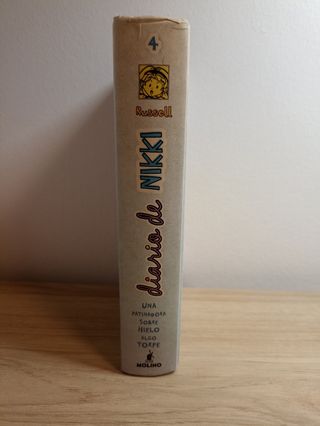 4
Russell
diario de NIKKI
UNA
PATINADORA
SOBRE
HIELO
ALGO
TORPE
MOLINO